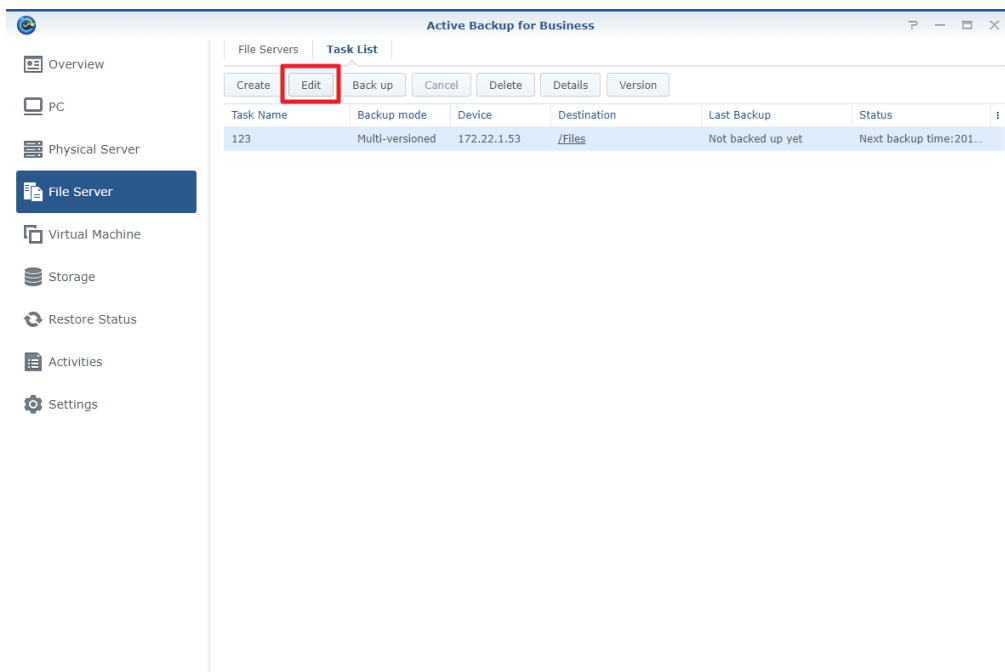 Active Backup for Business
Overview
PC
Physical Server
File Server
Virtual Machine
Storage
Restore Status
Activities
Settings
File Servers Task List
Create Edit Back up Cancel Delete Details Version
Task Name Backup mode Device Destination Last Backup Status
123 Multi-versioned 172.22.1.53 /Files Not backed up yet Next backup time:201...